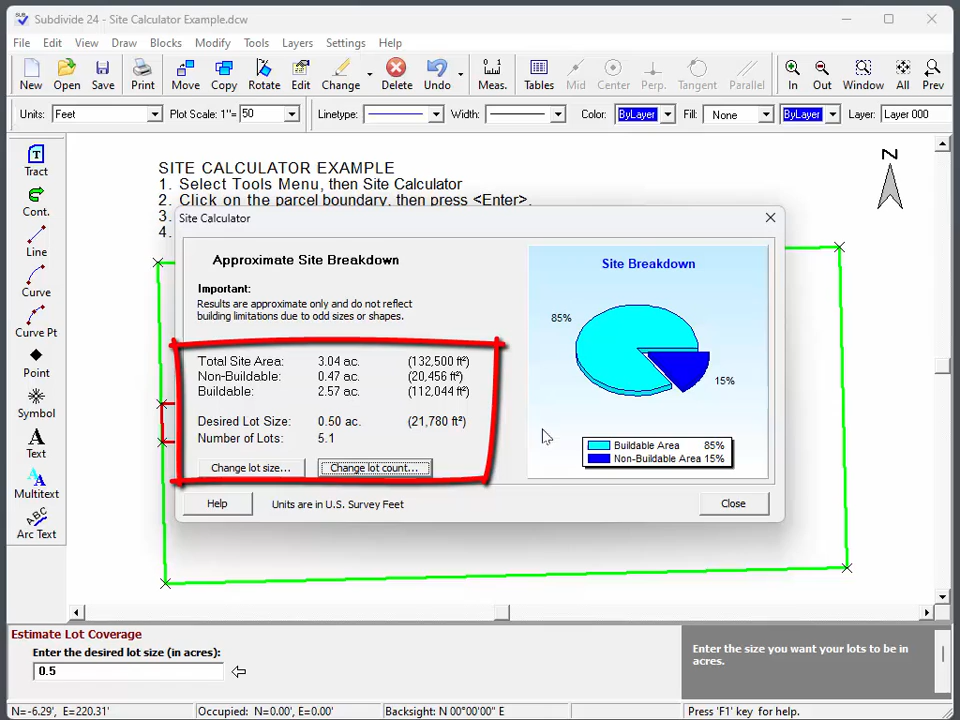 Subdivide 24 - Site Calculator Example.dcw
File Edit View Draw Blocks Modify Tools Layers Settings Help
New Open Save Print Move Copy Rotate Edit Change Delete Undo Meas. Tables Mid Center Perp. Tangent Parallel In Out Window All Prev
Units: Feet Plot Scale: 1"= 50 Linetype: Width: Color: ByLayer Fill: None ByLayer Layer: Layer 000
Tract
Cont.
Line
Curve
Curve Pt
Point
Symbol
Text
Multitext
Arc Text
SITE CALCULATOR EXAMPLE
1. Select Tools Menu, then Site Calculator
2. Click on the parcel boundary, then press <Enter>.
3.
4.
N
Site Calculator
Approximate Site Breakdown
Important:
Results are approximate only and do not reflect
building limitations due to odd sizes or shapes.
Total Site Area: 3.04 ac. (132,500 ft²)
Non-Buildable: 0.47 ac. (20,456 ft²)
Buildable: 2.57 ac. (112,044 ft²)
Desired Lot Size: 0.50 ac. (21,780 ft²)
Number of Lots: 5.1
Change lot size... Change lot count...
Site Breakdown
85%
15%
Buildable Area 85%
Non-Buildable Area 15%
Help Units are in U.S. Survey Feet Close
Estimate Lot Coverage
Enter the desired lot size (in acres):
0.5
Enter the size you want your lots to be in
acres.
N=-6.29', E=220.31' Occupied: N=0.00', E=0.00' Backsight: N 00°00'00" E Press 'F1' key for help.